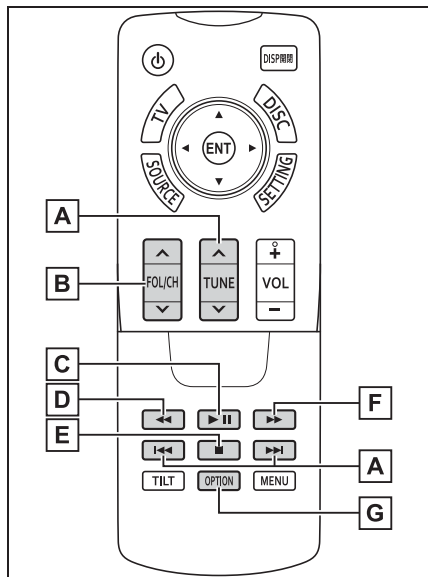 DISP開閉
TV
DISC
ENT
SOURCE
SETTING
A
B
FOL/CH
TUNE
+
VOL
-
C
D
F
E
A
TILT
OPTION
MENU
G